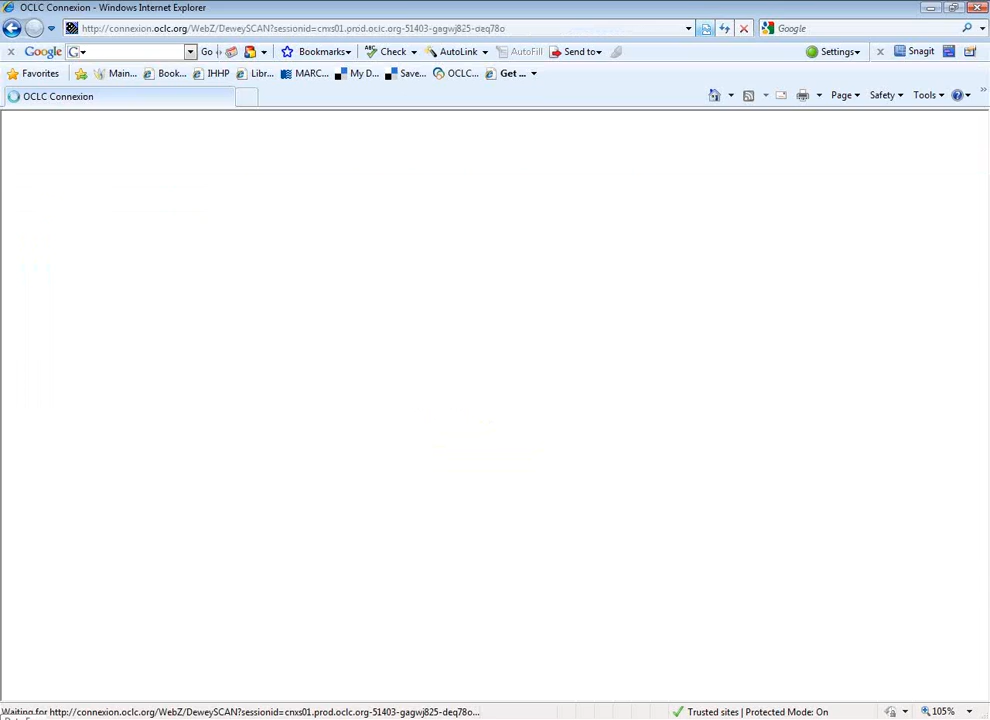 OCLC Connexion - Windows Internet Explorer
http://connexion.oclc.org/WebZ/DeweySCAN?sessionid=cnxs01.prod.oclc.org-51403-gagwj825-deq78o
Google
Google Go Bookmarks Check AutoLink AutoFill Send to Settings Snagit
Favorites Main... Book... IHHP Libr... MARC... My D... Save... OCLC... Get ...
OCLC Connexion Page Safety Tools
Waiting for http://connexion.oclc.org/WebZ/DeweySCAN?sessionid=cnxs01.prod.oclc.org-51403-gagwj825-deq78o... Trusted sites | Protected Mode: On 105%